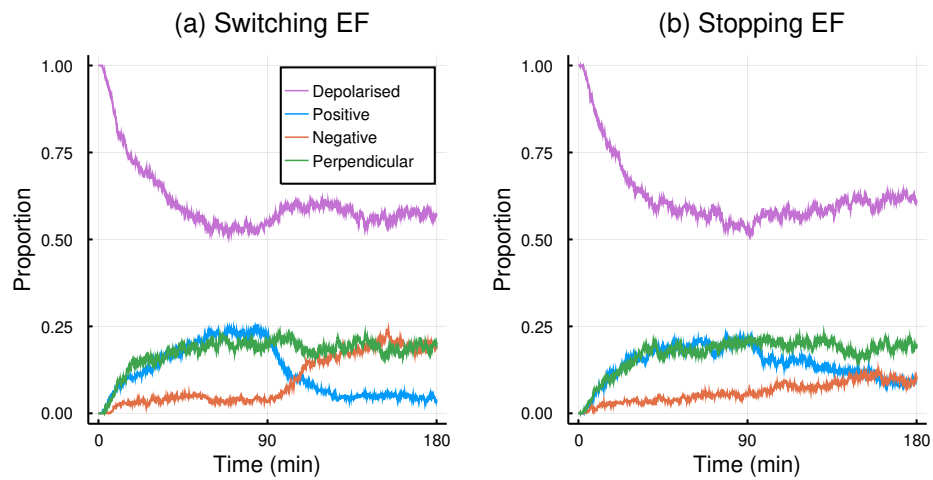 (a) Switching EF
1.00
0.75
0.50
0.25
0.00
Proportion
Depolarised
Positive
Negative
Perpendicular
0
90
180
Time (min)
(b) Stopping EF
1.00
0.75
0.50
0.25
0.00
Proportion
0
90
180
Time (min)